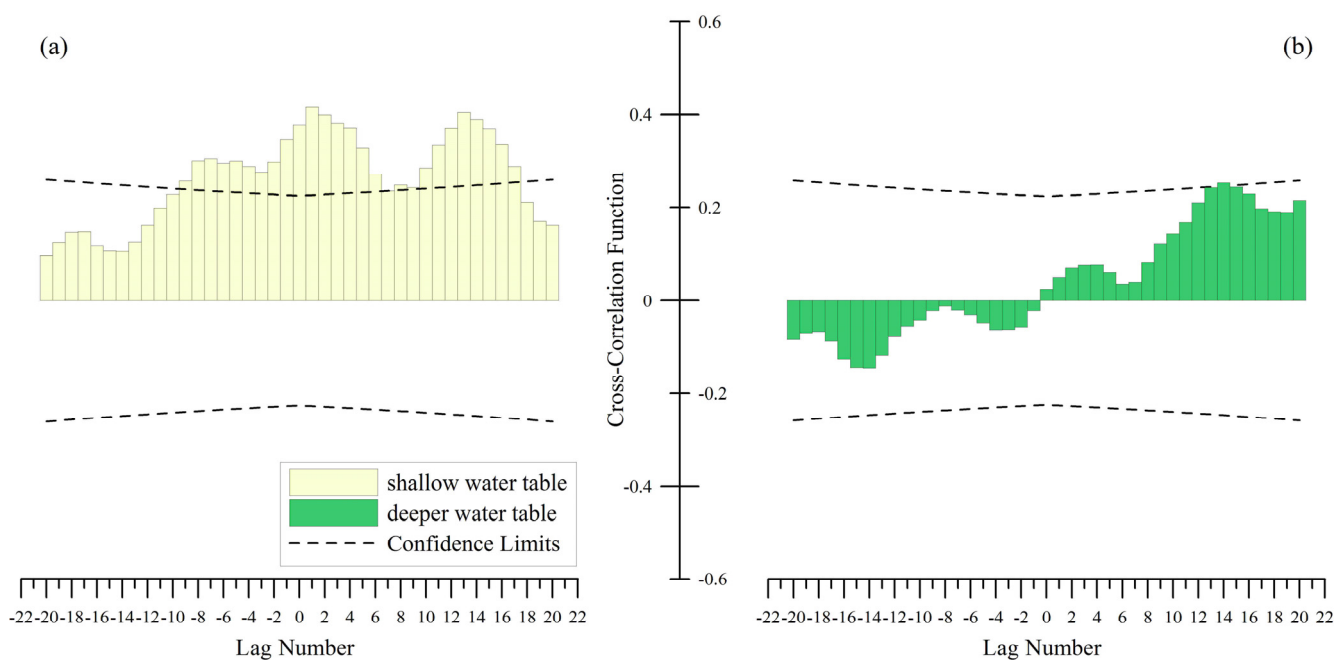 (a)
(b)
0.6
0.4
0.2
0
-0.2
-0.4
-0.6
Cross-Correlation Function
shallow water table
deeper water table
Confidence Limits
-22 -20 -18 -16 -14 -12 -10 -8 -6 -4 -2 0 2 4 6 8 10 12 14 16 18 20 22
Lag Number
-22 -20 -18 -16 -14 -12 -10 -8 -6 -4 -2 0 2 4 6 8 10 12 14 16 18 20 22
Lag Number